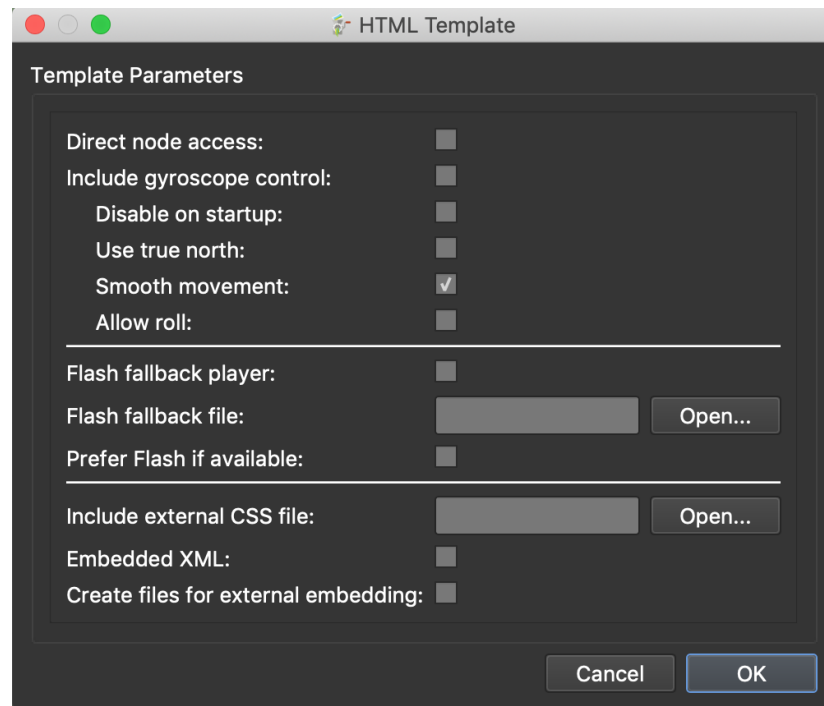 HTML Template
Template Parameters
Direct node access:
Include gyroscope control:
Disable on startup:
Use true north:
Smooth movement:
Allow roll:
Flash fallback player:
Flash fallback file: Open...
Prefer Flash if available:
Include external CSS file: Open...
Embedded XML:
Create files for external embedding:
Cancel OK